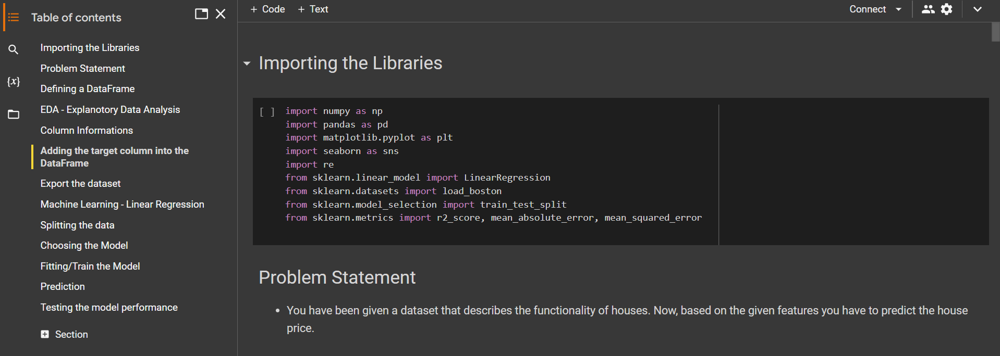 Table of contents
Importing the Libraries
Problem Statement
Defining a DataFrame
EDA - Explanotory Data Analysis
Column Informations
Adding the target column into the
DataFrame
Export the dataset
Machine Learning - Linear Regression
Splitting the data
Choosing the Model
Fitting/Train the Model
Prediction
Testing the model performance
Section
{x}
+ Code + Text
Connect
Importing the Libraries
[ ] import numpy as np
import pandas as pd
import matplotlib.pyplot as plt
import seaborn as sns
import re
from sklearn.linear_model import LinearRegression
from sklearn.datasets import load_boston
from sklearn.model_selection import train_test_split
from sklearn.metrics import r2_score, mean_absolute_error, mean_squared_error
Problem Statement
• You have been given a dataset that describes the functionality of houses. Now, based on the given features you have to predict the house
price.